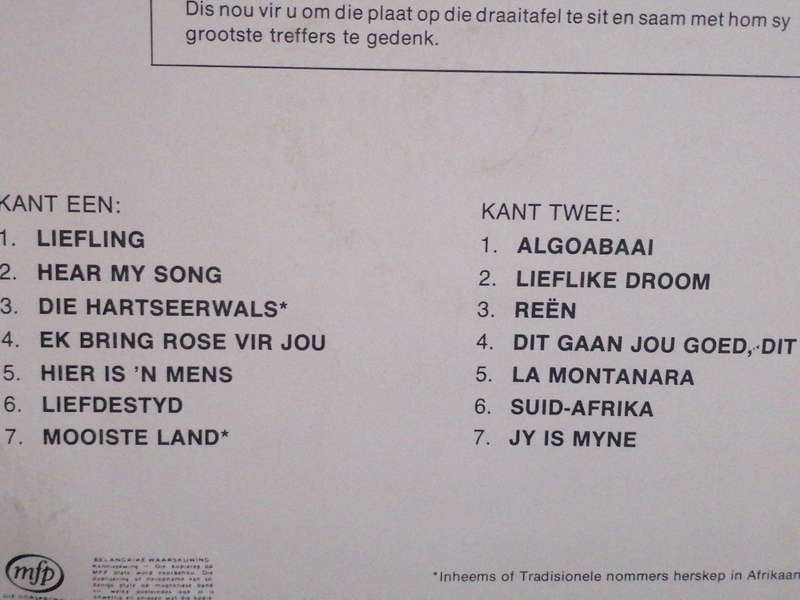 Dis nou vir u om die plaat op die draaitafel te sit en saam met hom sy
grootste treffers te gedenk.
KANT EEN:
1. LIEFLING
2. HEAR MY SONG
3. DIE HARTSEERWALS*
4. EK BRING ROSE VIR JOU
5. HIER IS 'N MENS
6. LIEFDESTYD
7. MOOISTE LAND*
KANT TWEE:
1. ALGOABAAI
2. LIEFLIKE DROOM
3. REËN
4. DIT GAAN JOU GOED, DIT
5. LA MONTANARA
6. SUID-AFRIKA
7. JY IS MYNE
mfp
BELANGRIKE WAARSKUWING
*Inheems of Tradisionele nommers herskep in Afrikaan